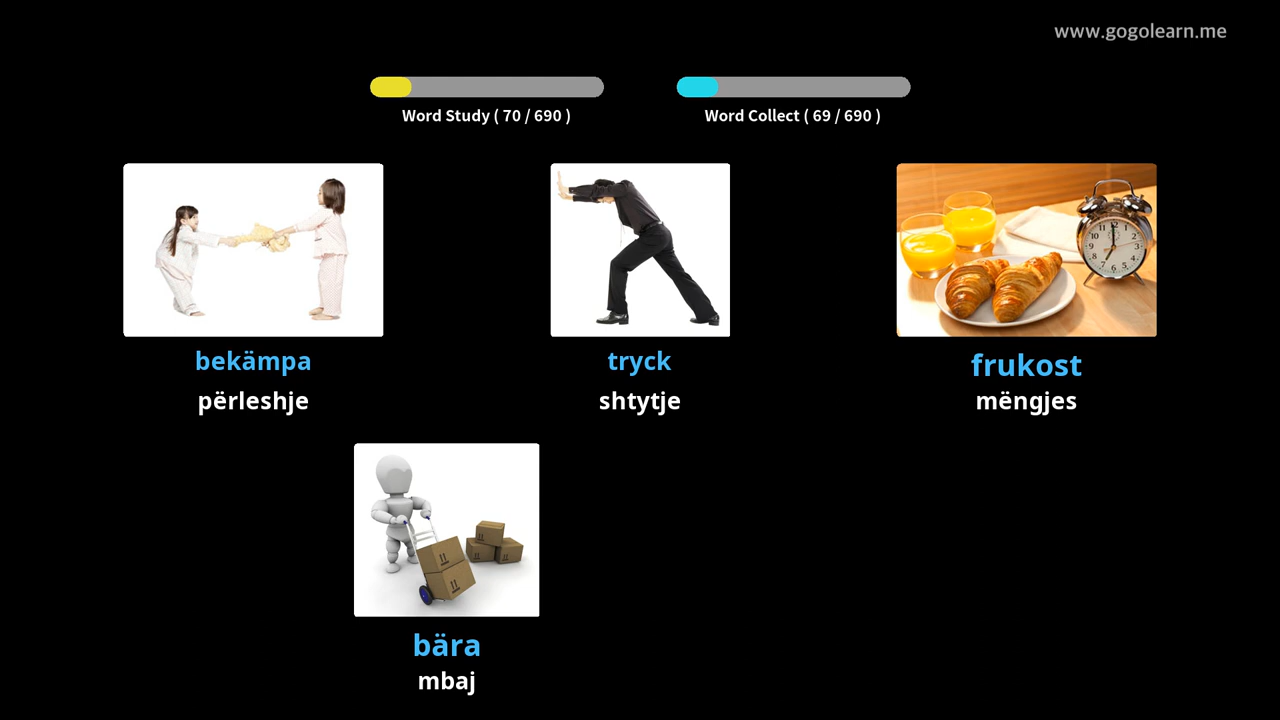 www.gogolearn.me
Word Study ( 70 / 690 )
Word Collect ( 69 / 690 )
bekämpa
përleshje
tryck
shtytje
frukost
mëngjes
bära
mbaj